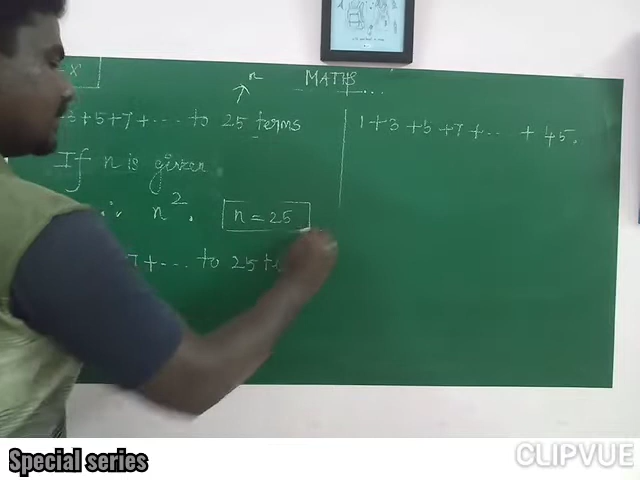 X
MATHS
n
3+5+7+.... to 25 terms
If n is given
n².
n = 25
7+... to 25 te
1+3+5+7+.... + 45.
Special series
CLIPVUE